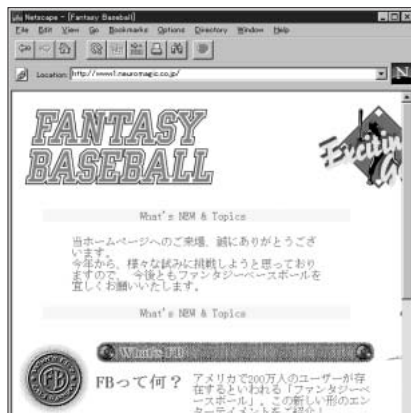 Netscape - [Fantasy Baseball]
File Edit View Go Bookmarks Options Directory Window Help
Location: http://www1.neuromagic.co.jp/
N
FANTASY
BASEBALL
Exciting
What's NEW & Topics
当ホームページへのご来場、誠にありがとうござ
います。
今年から、様々な試みに挑戦しようと思っており
ますので、今後ともファンタジーベースボールを
宜しくお願いいたします。
What's NEW & Topics
What's FB
FB
FBって何？
アメリカで200万人のユーザーが存
在するといわれる「ファンタジーベ
ースボール」。この新しい形のエン